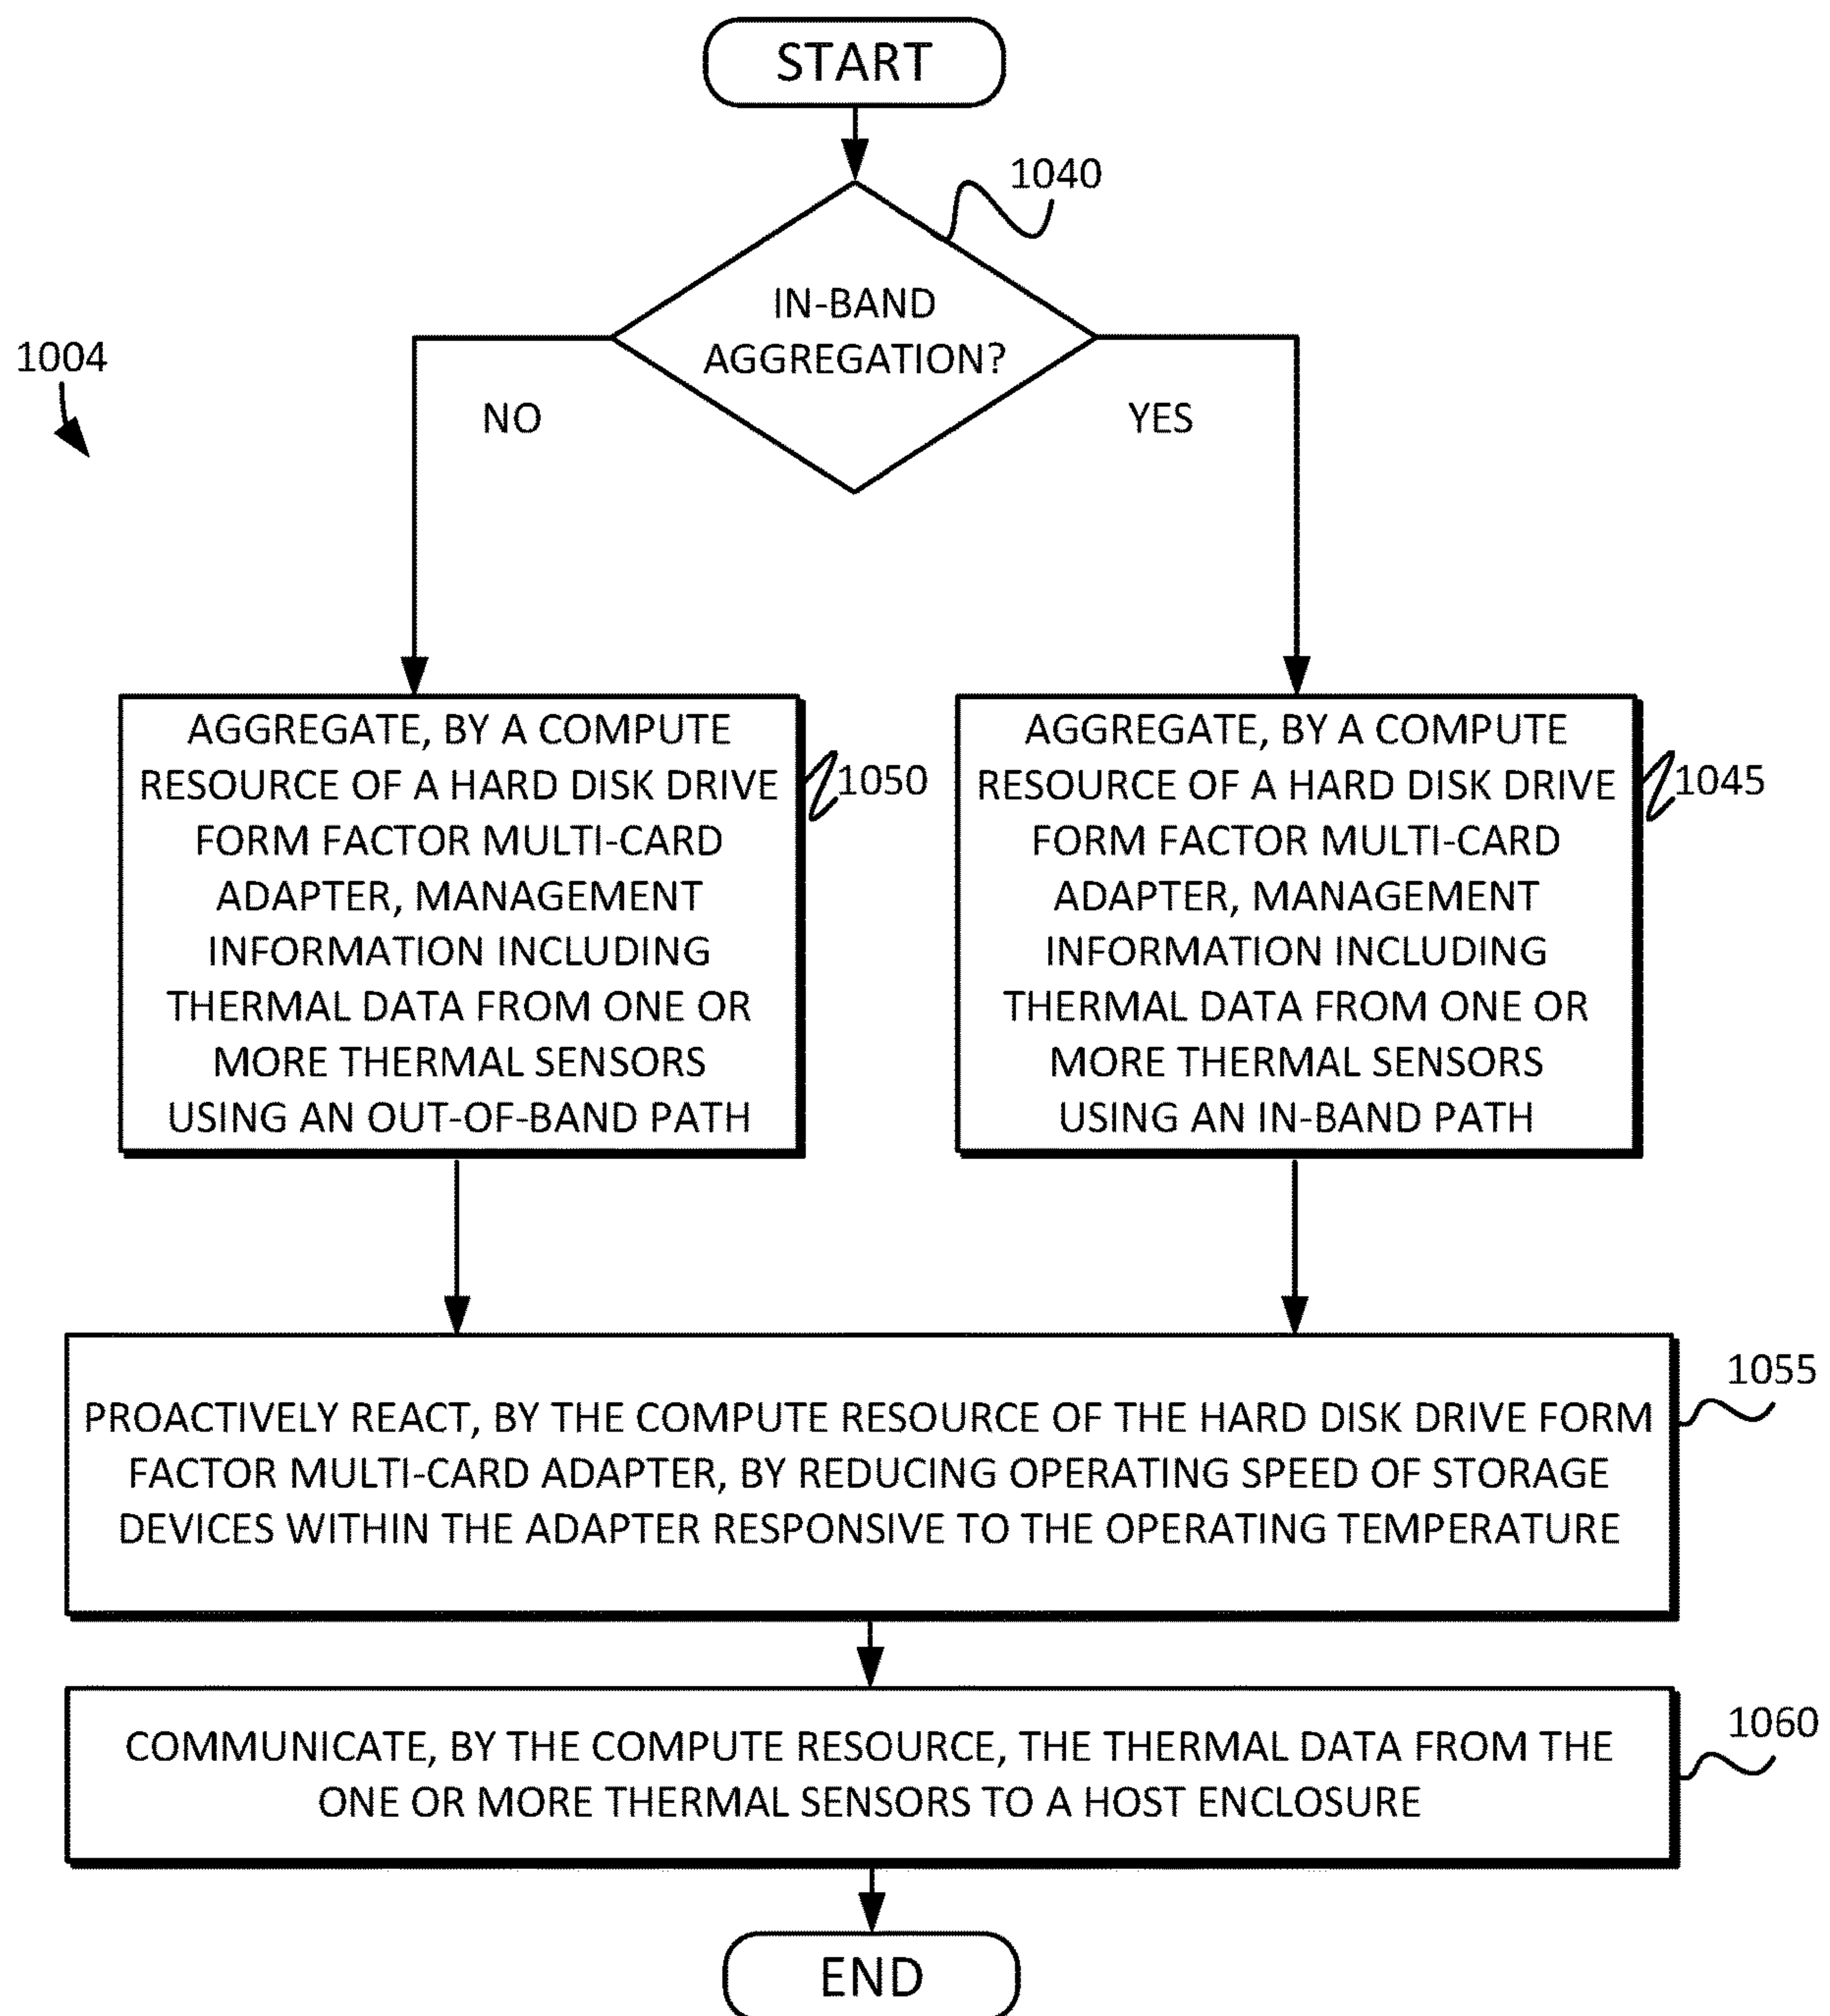 START
1040
IN-BAND
AGGREGATION?
1004
NO
YES
AGGREGATE, BY A COMPUTE
RESOURCE OF A HARD DISK DRIVE
FORM FACTOR MULTI-CARD
ADAPTER, MANAGEMENT
INFORMATION INCLUDING
THERMAL DATA FROM ONE OR
MORE THERMAL SENSORS
USING AN OUT-OF-BAND PATH
1050
AGGREGATE, BY A COMPUTE
RESOURCE OF A HARD DISK DRIVE
FORM FACTOR MULTI-CARD
ADAPTER, MANAGEMENT
INFORMATION INCLUDING
THERMAL DATA FROM ONE OR
MORE THERMAL SENSORS
USING AN IN-BAND PATH
1045
PROACTIVELY REACT, BY THE COMPUTE RESOURCE OF THE HARD DISK DRIVE FORM
FACTOR MULTI-CARD ADAPTER, BY REDUCING OPERATING SPEED OF STORAGE
DEVICES WITHIN THE ADAPTER RESPONSIVE TO THE OPERATING TEMPERATURE
1055
COMMUNICATE, BY THE COMPUTE RESOURCE, THE THERMAL DATA FROM THE
ONE OR MORE THERMAL SENSORS TO A HOST ENCLOSURE
1060
END